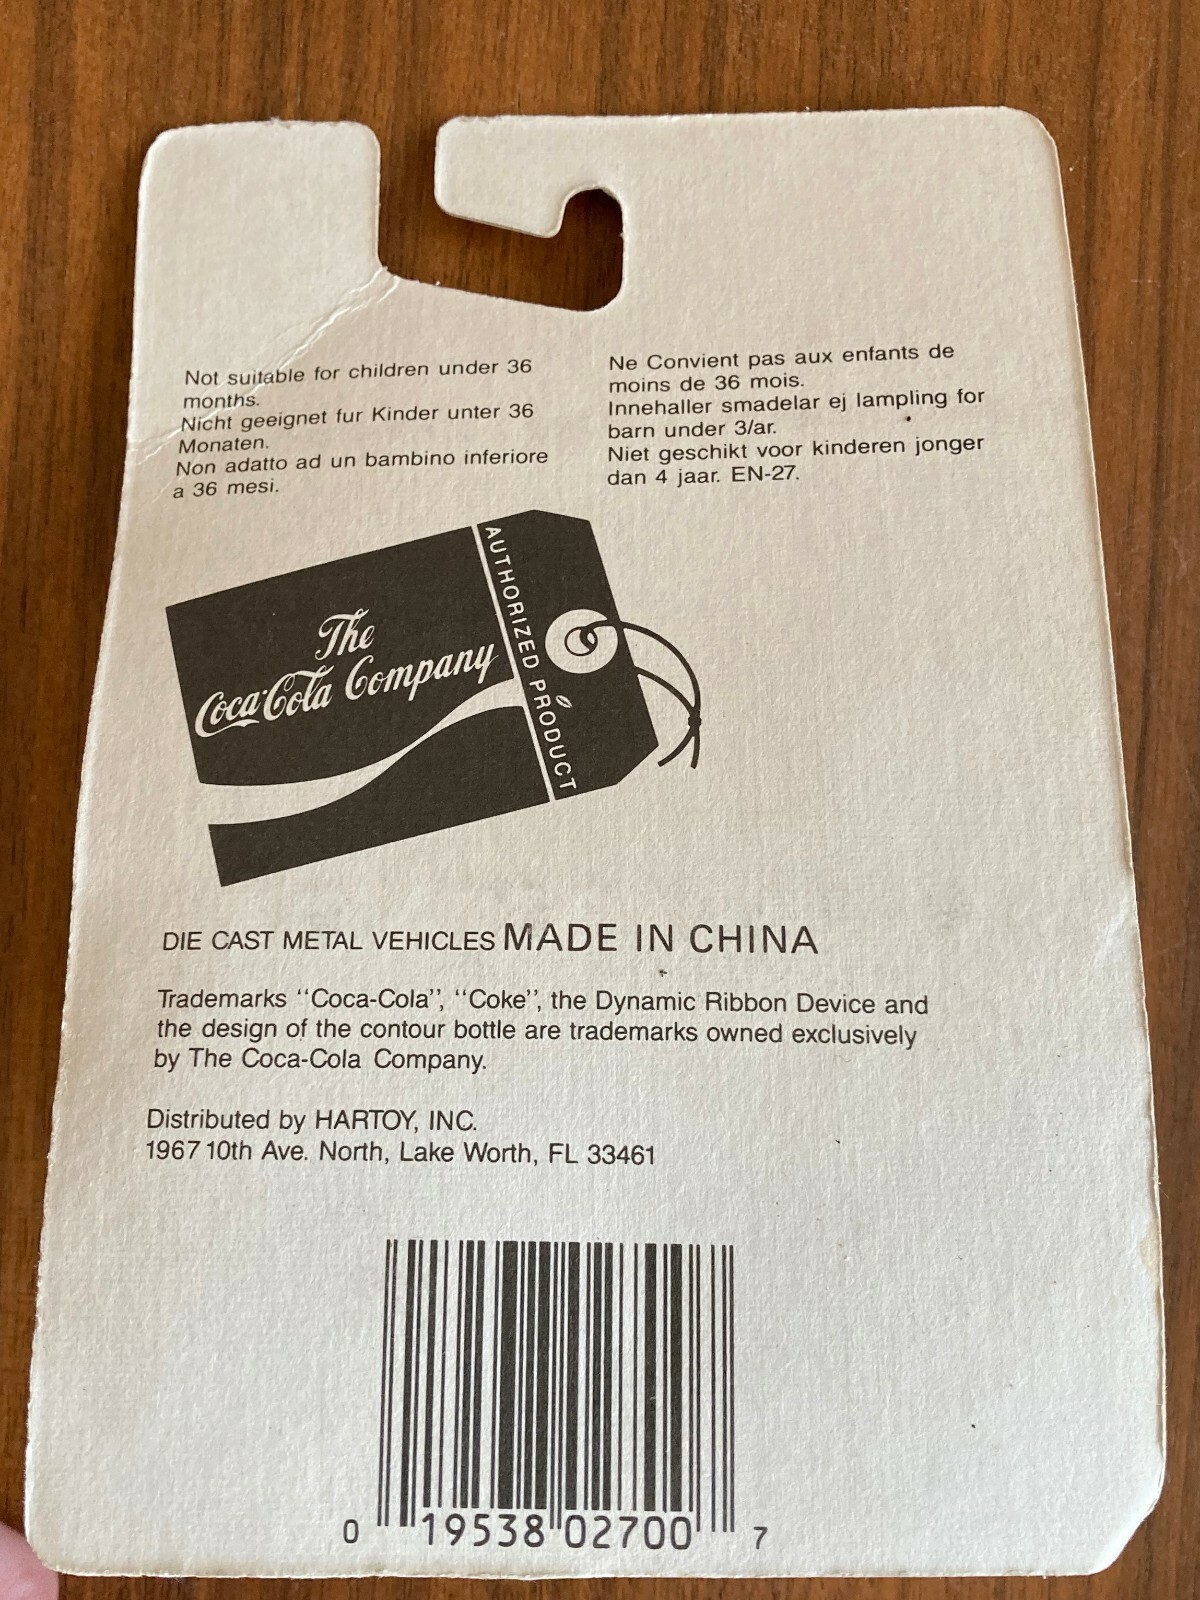 Not suitable for children under 36
months.
Nicht geeignet fur Kinder unter 36
Monaten.
Non adatto ad un bambino inferiore
a 36 mesi.
Ne Convient pas aux enfants de
moins de 36 mois.
Innehaller smadelar ej lampling for
barn under 3/ar.
Niet geschikt voor kinderen jonger
dan 4 jaar. EN-27.
The
Coca-Cola Company
AUTHORIZED PRODUCT
DIE CAST METAL VEHICLES MADE IN CHINA
Trademarks "Coca-Cola", "Coke", the Dynamic Ribbon Device and
the design of the contour bottle are trademarks owned exclusively
by The Coca-Cola Company.
Distributed by HARTOY, INC.
1967 10th Ave. North, Lake Worth, FL 33461
0 19538 02700 7